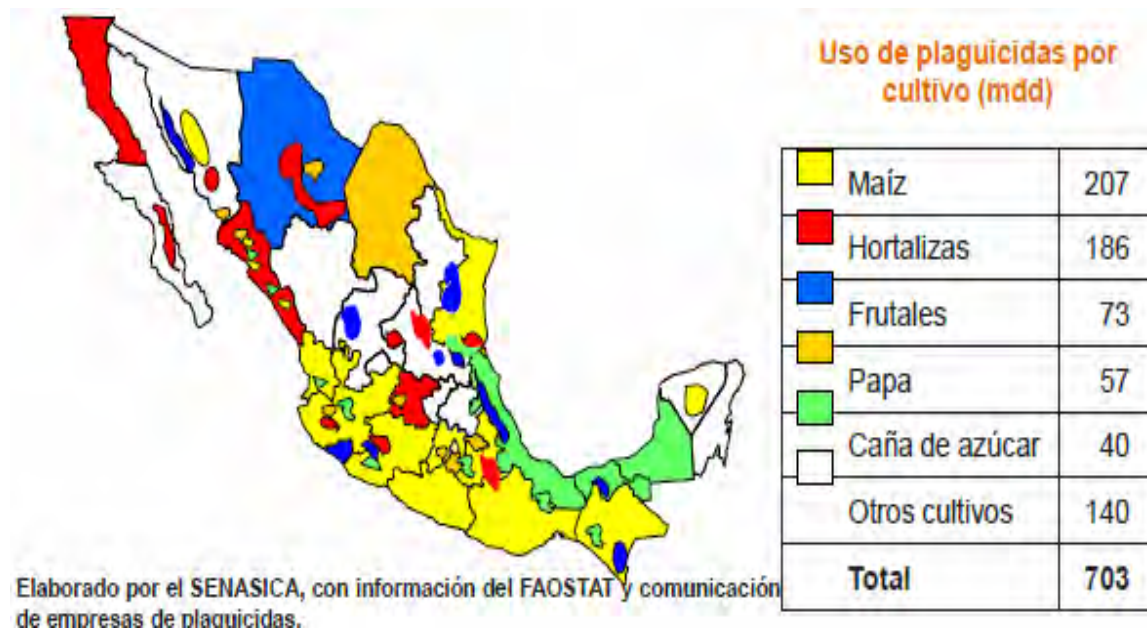 Uso de plaguicidas por
cultivo (mdd)
Maíz 207
Hortalizas 186
Frutales 73
Papa 57
Caña de azúcar 40
Otros cultivos 140
Total 703
Elaborado por el SENASICA, con información del FAOSTAT y comunicación
de empresas de plaguicidas.